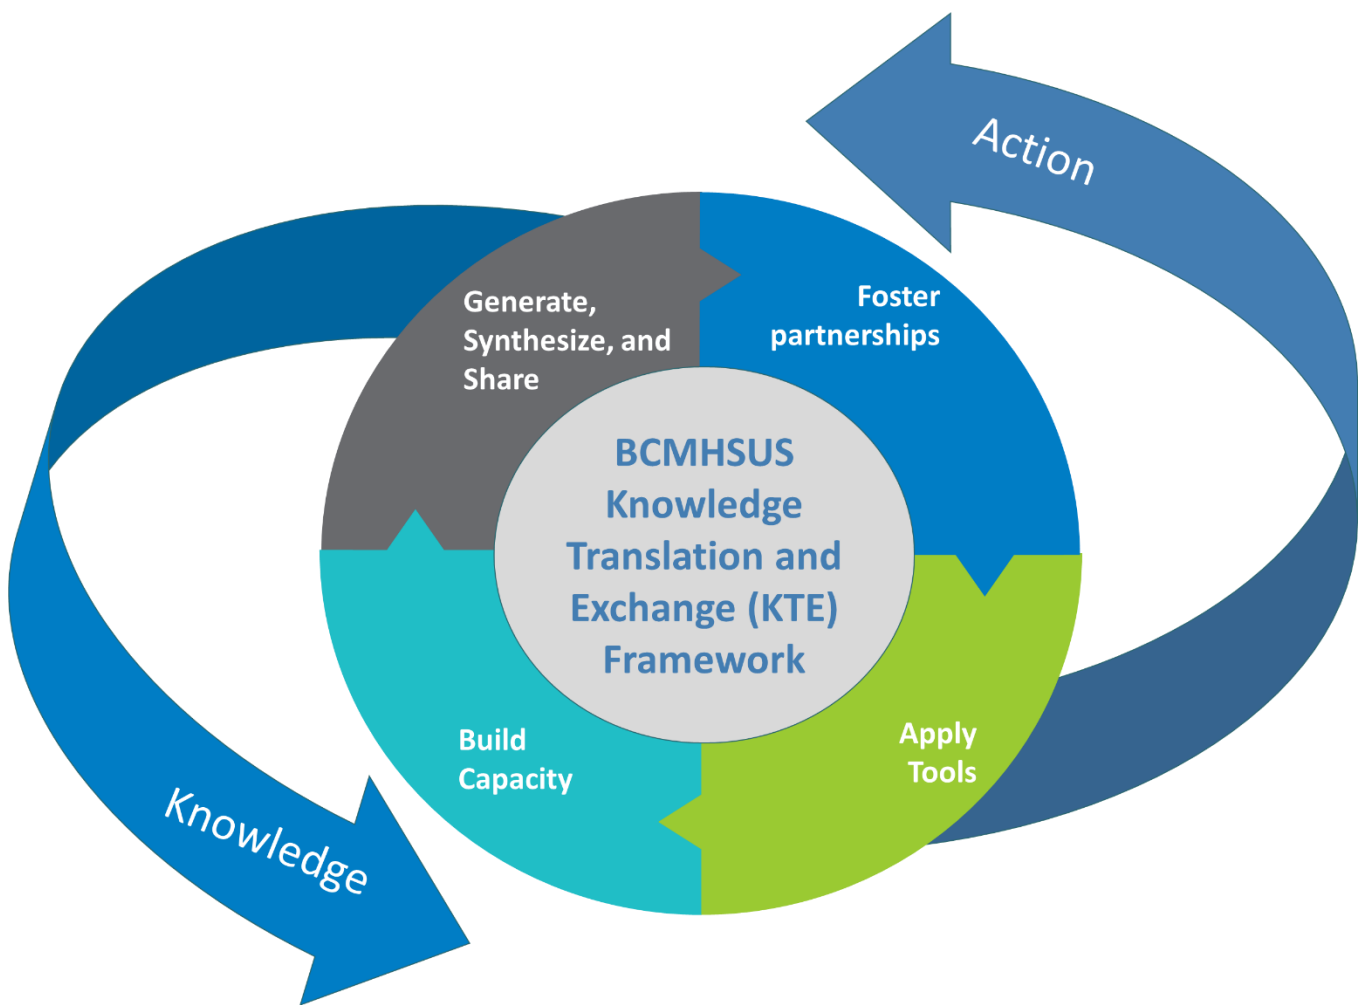 Action
Generate,
Synthesize, and
Share
Foster
partnerships
BCMHSUS
Knowledge
Translation and
Exchange (KTE)
Framework
Build
Capacity
Apply
Tools
Knowledge